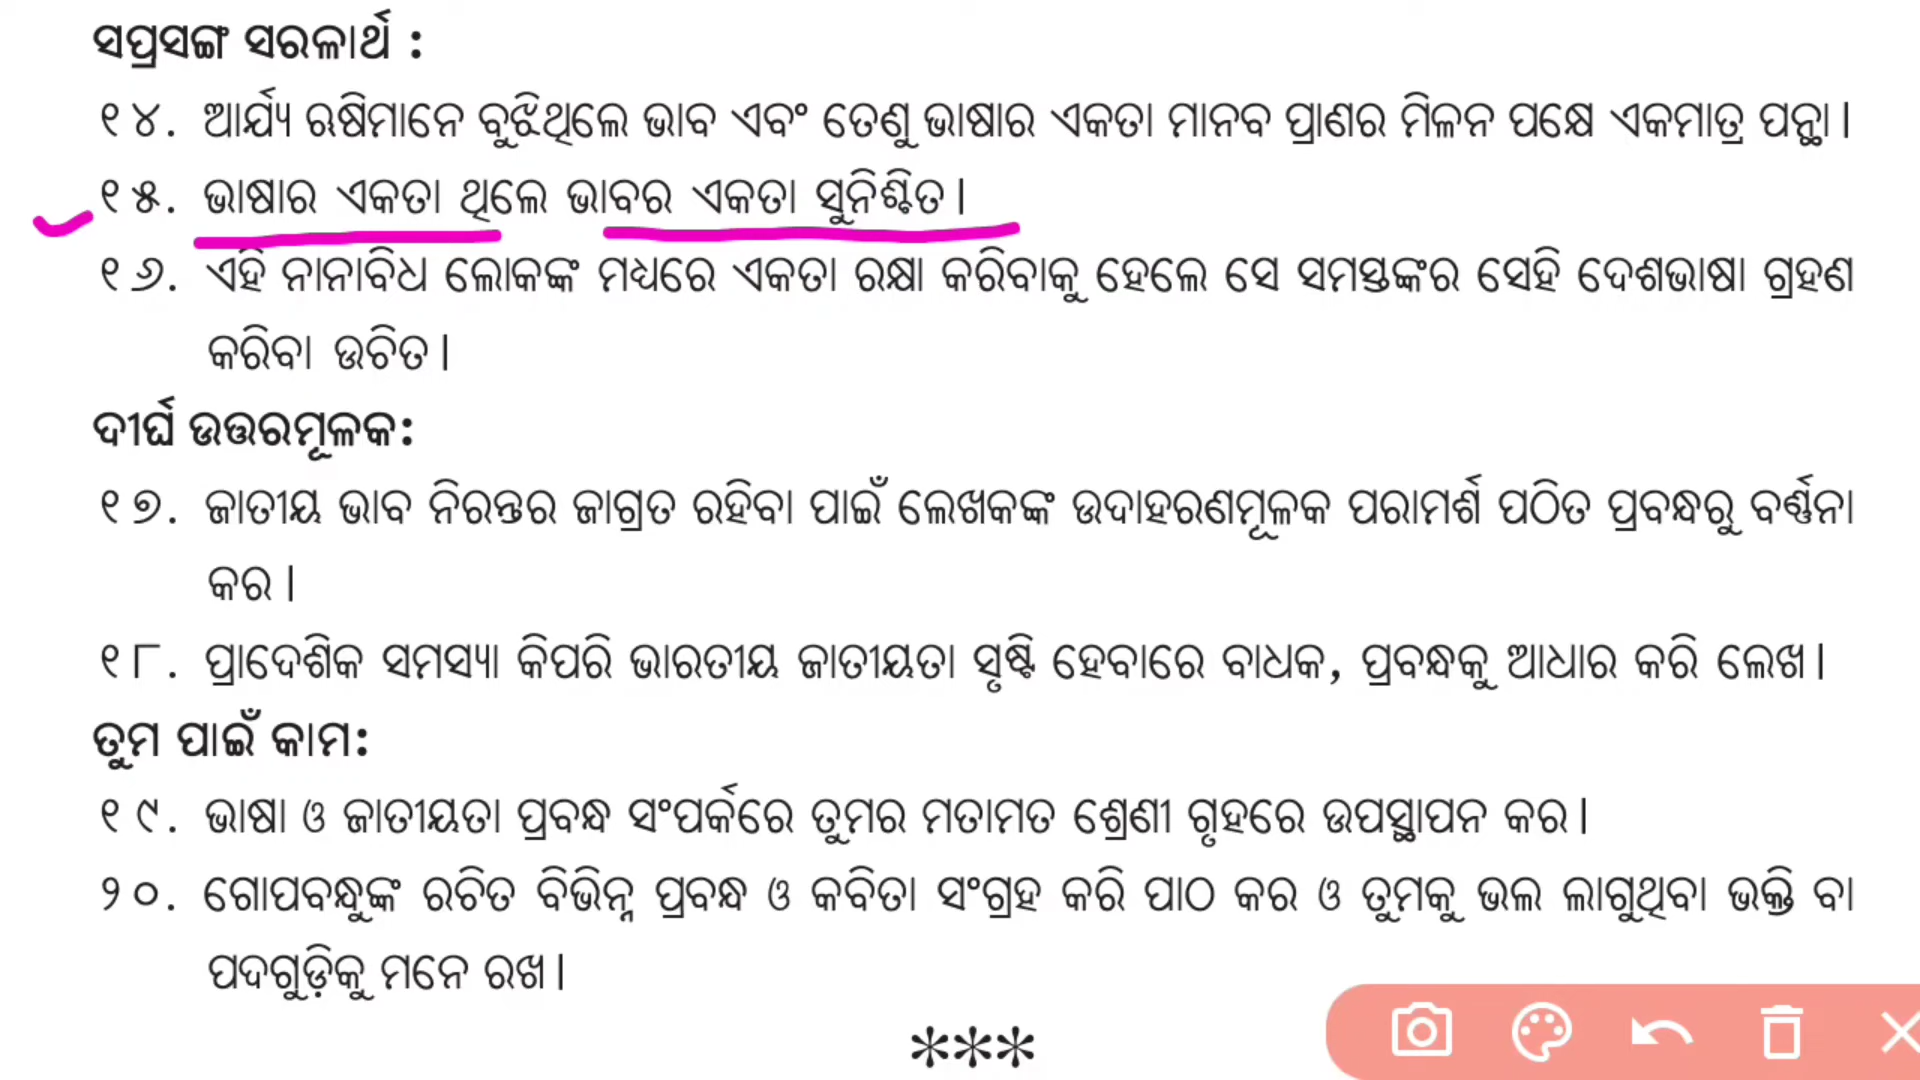 ସପ୍ରସଙ୍ଗ ସରଳାର୍ଥ :
୧୪. ଆର୍ଯ୍ୟ ଋଷିମାନେ ବୁଝିଥିଲେ ଭାବ ଏବଂ ତେଣୁ ଭାଷାର ଏକତା ମାନବ ପ୍ରାଣର ମିଳନ ପକ୍ଷେ ଏକମାତ୍ର ପନ୍ଥା।
୧୫. ଭାଷାର ଏକତା ଥିଲେ ଭାବର ଏକତା ସୁନିଶ୍ଚିତ।
୧୬. ଏହି ନାନାବିଧ ଲୋକଙ୍କ ମଧ୍ୟରେ ଏକତା ରକ୍ଷା କରିବାକୁ ହେଲେ ସେ ସମସ୍ତଙ୍କର ସେହି ଦେଶଭାଷା ଗ୍ରହଣ
କରିବା ଉଚିତ।
ଦୀର୍ଘ ଉତ୍ତରମୂଳକ:
୧୭. ଜାତୀୟ ଭାବ ନିରନ୍ତର ଜାଗ୍ରତ ରହିବା ପାଇଁ ଲେଖକଙ୍କ ଉଦାହରଣମୂଳକ ପରାମର୍ଶ ପଠିତ ପ୍ରବନ୍ଧରୁ ବର୍ଣ୍ଣନା
କର।
୧୮. ପ୍ରାଦେଶିକ ସମସ୍ୟା କିପରି ଭାରତୀୟ ଜାତୀୟତା ସୃଷ୍ଟି ହେବାରେ ବାଧକ, ପ୍ରବନ୍ଧକୁ ଆଧାର କରି ଲେଖ।
ତୁମ ପାଇଁ କାମ:
୧୯. ଭାଷା ଓ ଜାତୀୟତା ପ୍ରବନ୍ଧ ସଂପର୍କରେ ତୁମର ମତାମତ ଶ୍ରେଣୀ ଗୃହରେ ଉପସ୍ଥାପନ କର।
୨୦. ଗୋପବନ୍ଧୁଙ୍କ ରଚିତ ବିଭିନ୍ନ ପ୍ରବନ୍ଧ ଓ କବିତା ସଂଗ୍ରହ କରି ପାଠ କର ଓ ତୁମକୁ ଭଲ ଲାଗୁଥିବା ଭକ୍ତି ବା
ପଦଗୁଡ଼ିକୁ ମନେ ରଖ।
***